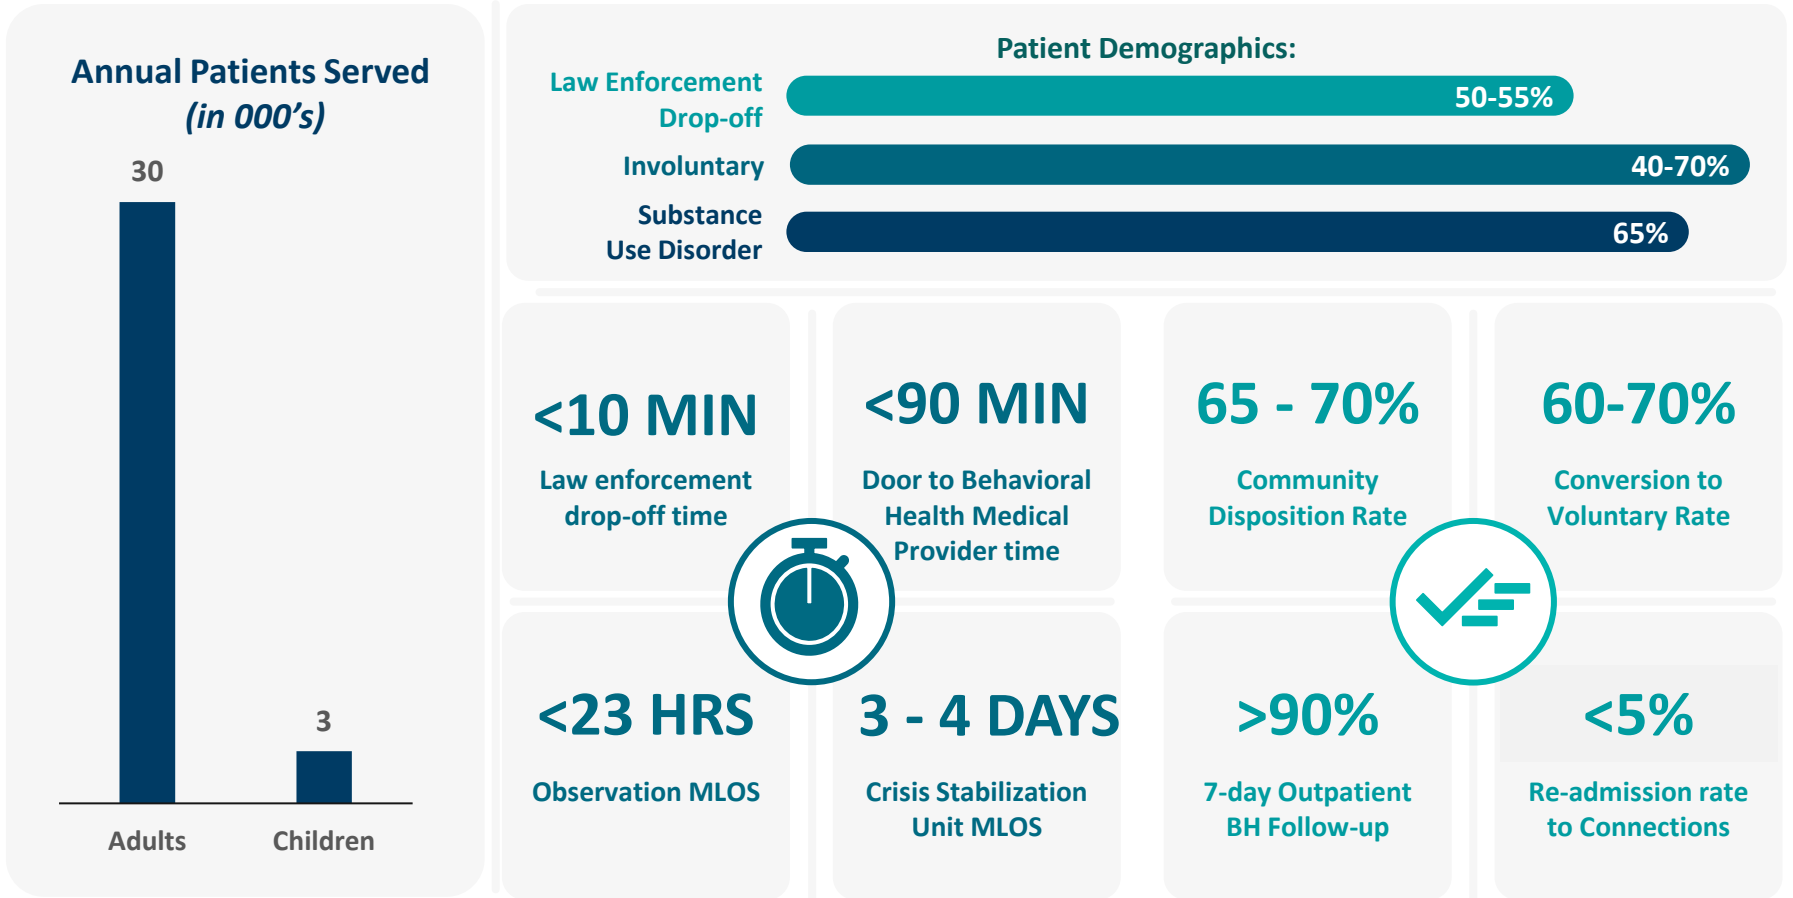 Annual Patients Served
(in 000's)
30
3
Adults
Children
Patient Demographics:
Law Enforcement
Drop-off
50-55%
Involuntary
40-70%
Substance
Use Disorder
65%
<10 MIN
Law enforcement
drop-off time
<90 MIN
Door to Behavioral
Health Medical
Provider time
65 - 70%
Community
Disposition Rate
60-70%
Conversion to
Voluntary Rate
<23 HRS
Observation MLOS
3 - 4 DAYS
Crisis Stabilization
Unit MLOS
>90%
7-day Outpatient
BH Follow-up
<5%
Re-admission rate
to Connections